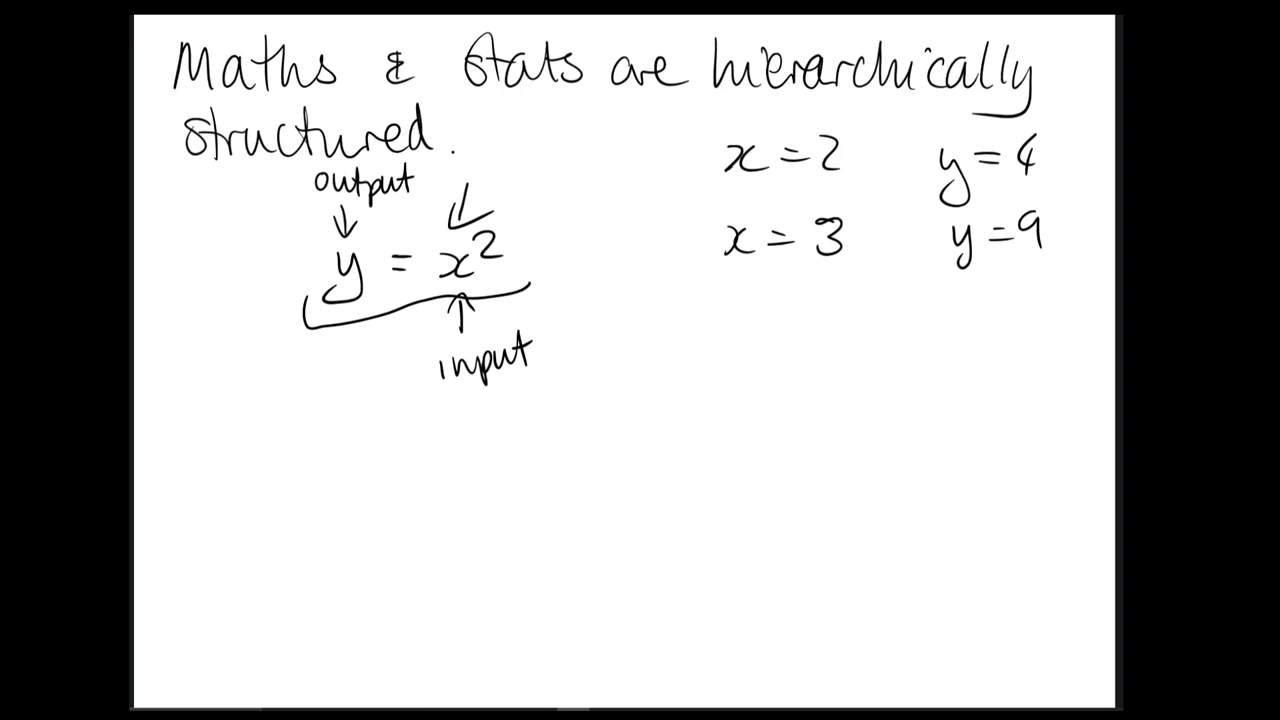 Maths & Stats are hierarchically
structured.
x = 2 y = 4
output
x = 3 y = 9
y = x²
input